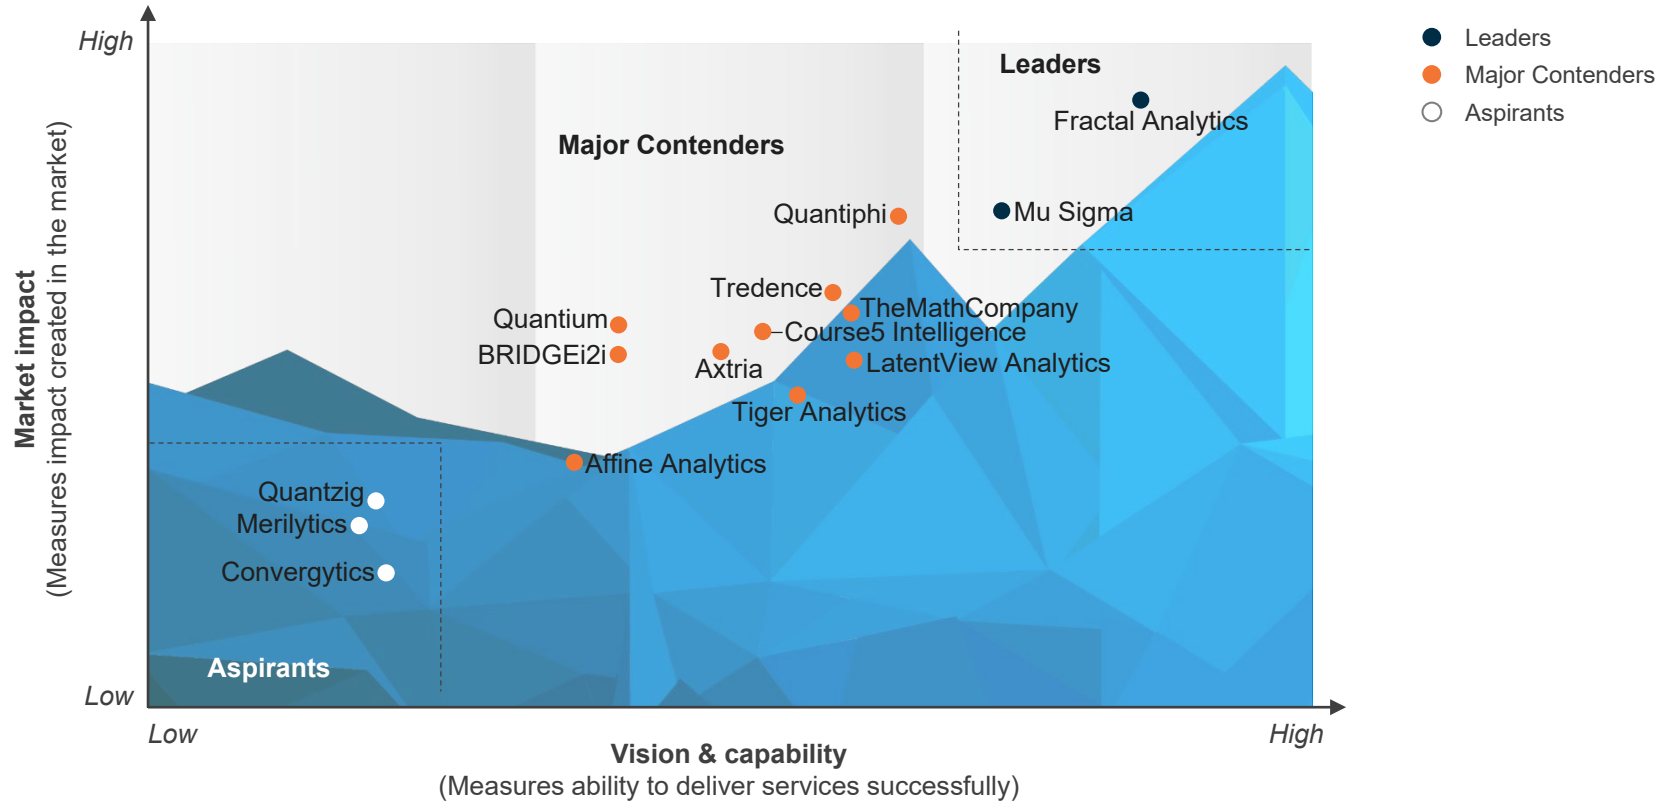 High
Leaders
Leaders
Major Contenders
Aspirants
Fractal Analytics
Major Contenders
Quantiphi
Mu Sigma
Tredence
TheMathCompany
Quantium
Course5 Intelligence
BRIDGEi2i
Axtria
LatentView Analytics
Tiger Analytics
Affine Analytics
Quantzig
Merilytics
Convergytics
Aspirants
Market impact
(Measures impact created in the market)
Low
Low
High
Vision & capability
(Measures ability to deliver services successfully)